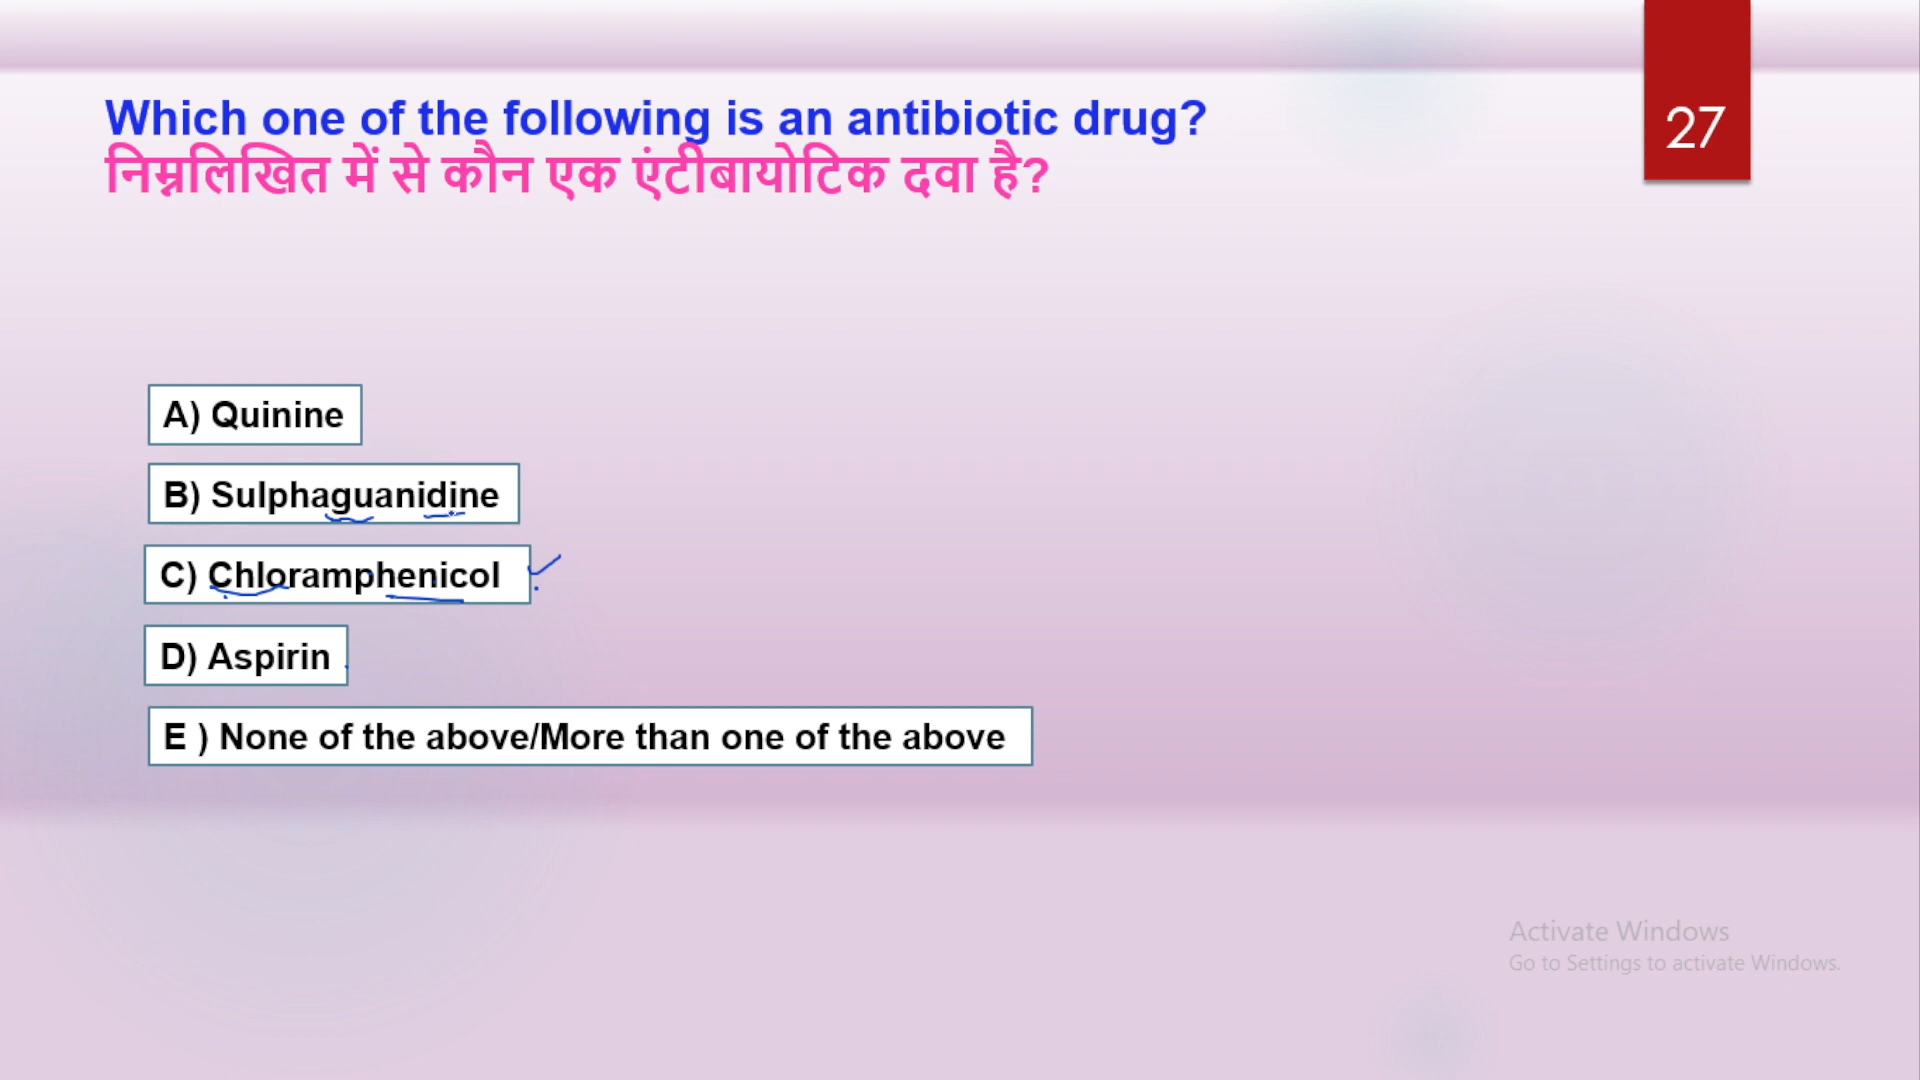 27
Which one of the following is an antibiotic drug?
निम्नलिखित में से कौन एक एंटीबायोटिक दवा है?
A) Quinine
B) Sulphaguanidine
C) Chloramphenicol
D) Aspirin
E ) None of the above/More than one of the above
Activate Windows
Go to Settings to activate Windows.